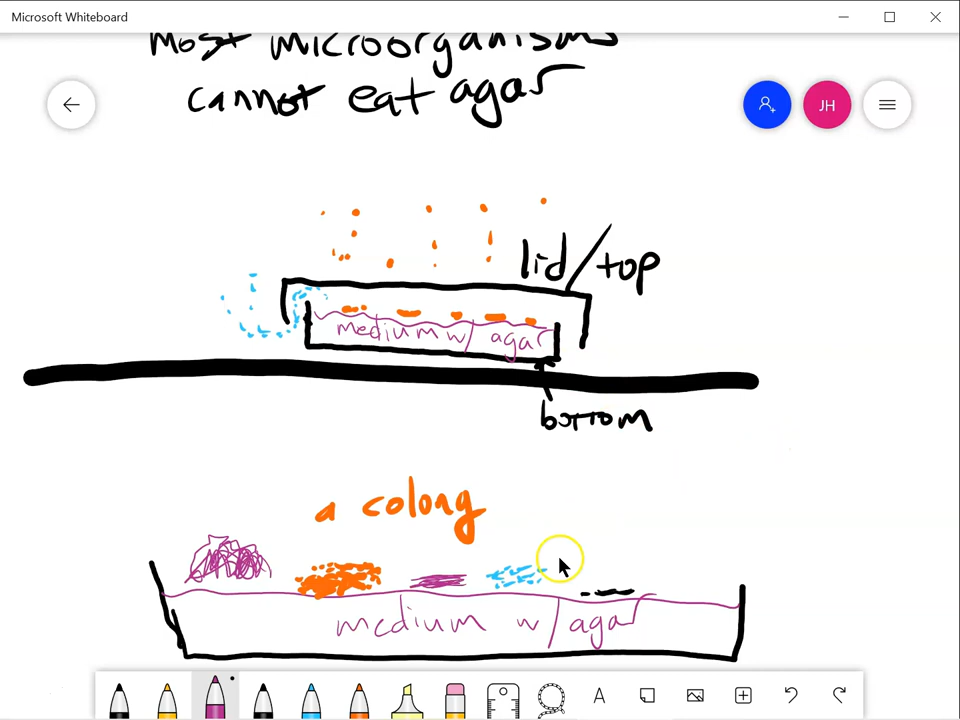 Microsoft Whiteboard
most microorganisms
cannot eat agar
JH
lid/top
medium w/ agar
bottom
a colony
medium w/ agar
A